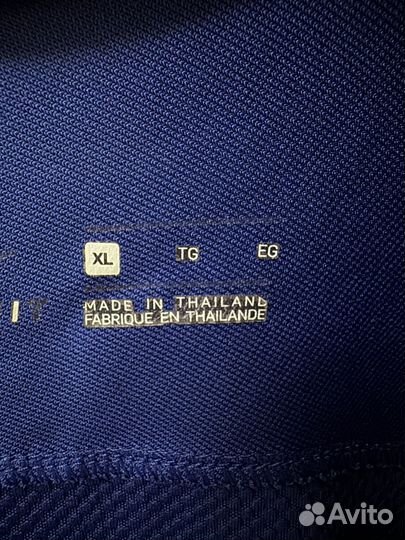 XL TG EG
MADE IN THAILAND
FABRIQUE EN THAILANDE
Avito